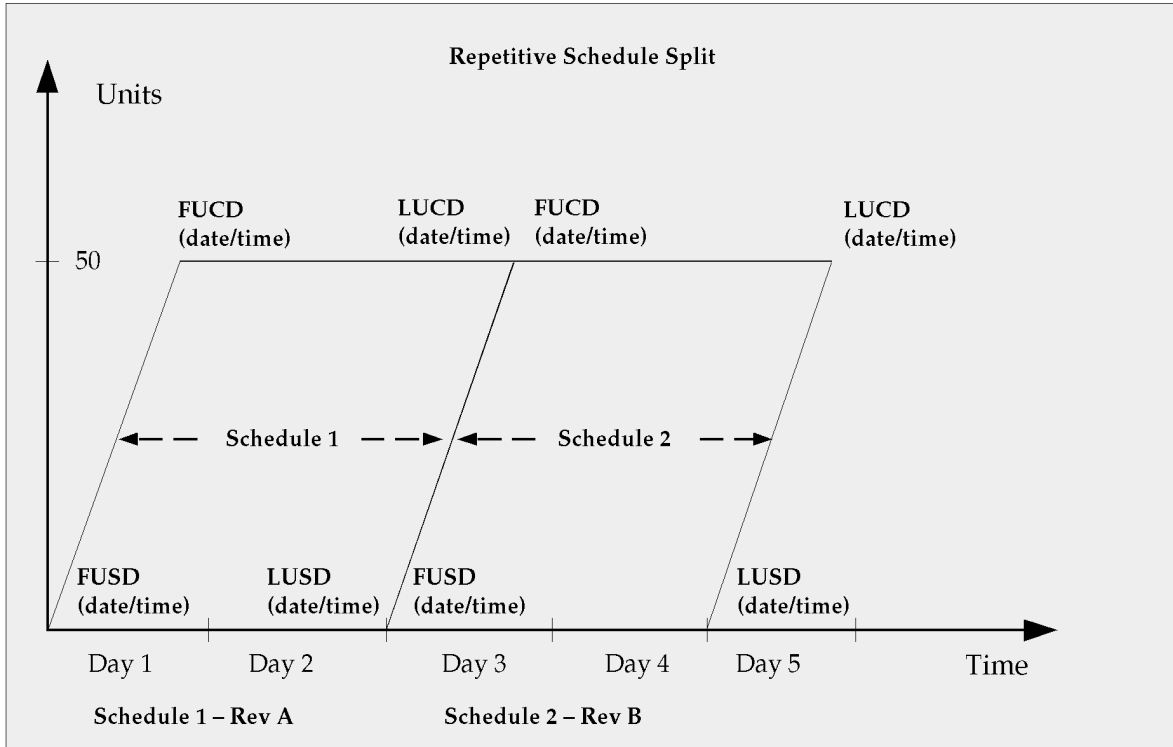 Repetitive Schedule Split
Units
FUCD
(date/time)
LUCD
(date/time)
FUCD
(date/time)
LUCD
(date/time)
50
Schedule 1
Schedule 2
FUSD
(date/time)
LUSD
(date/time)
FUSD
(date/time)
LUSD
(date/time)
Day 1
Day 2
Day 3
Day 4
Day 5
Time
Schedule 1 – Rev A
Schedule 2 – Rev B